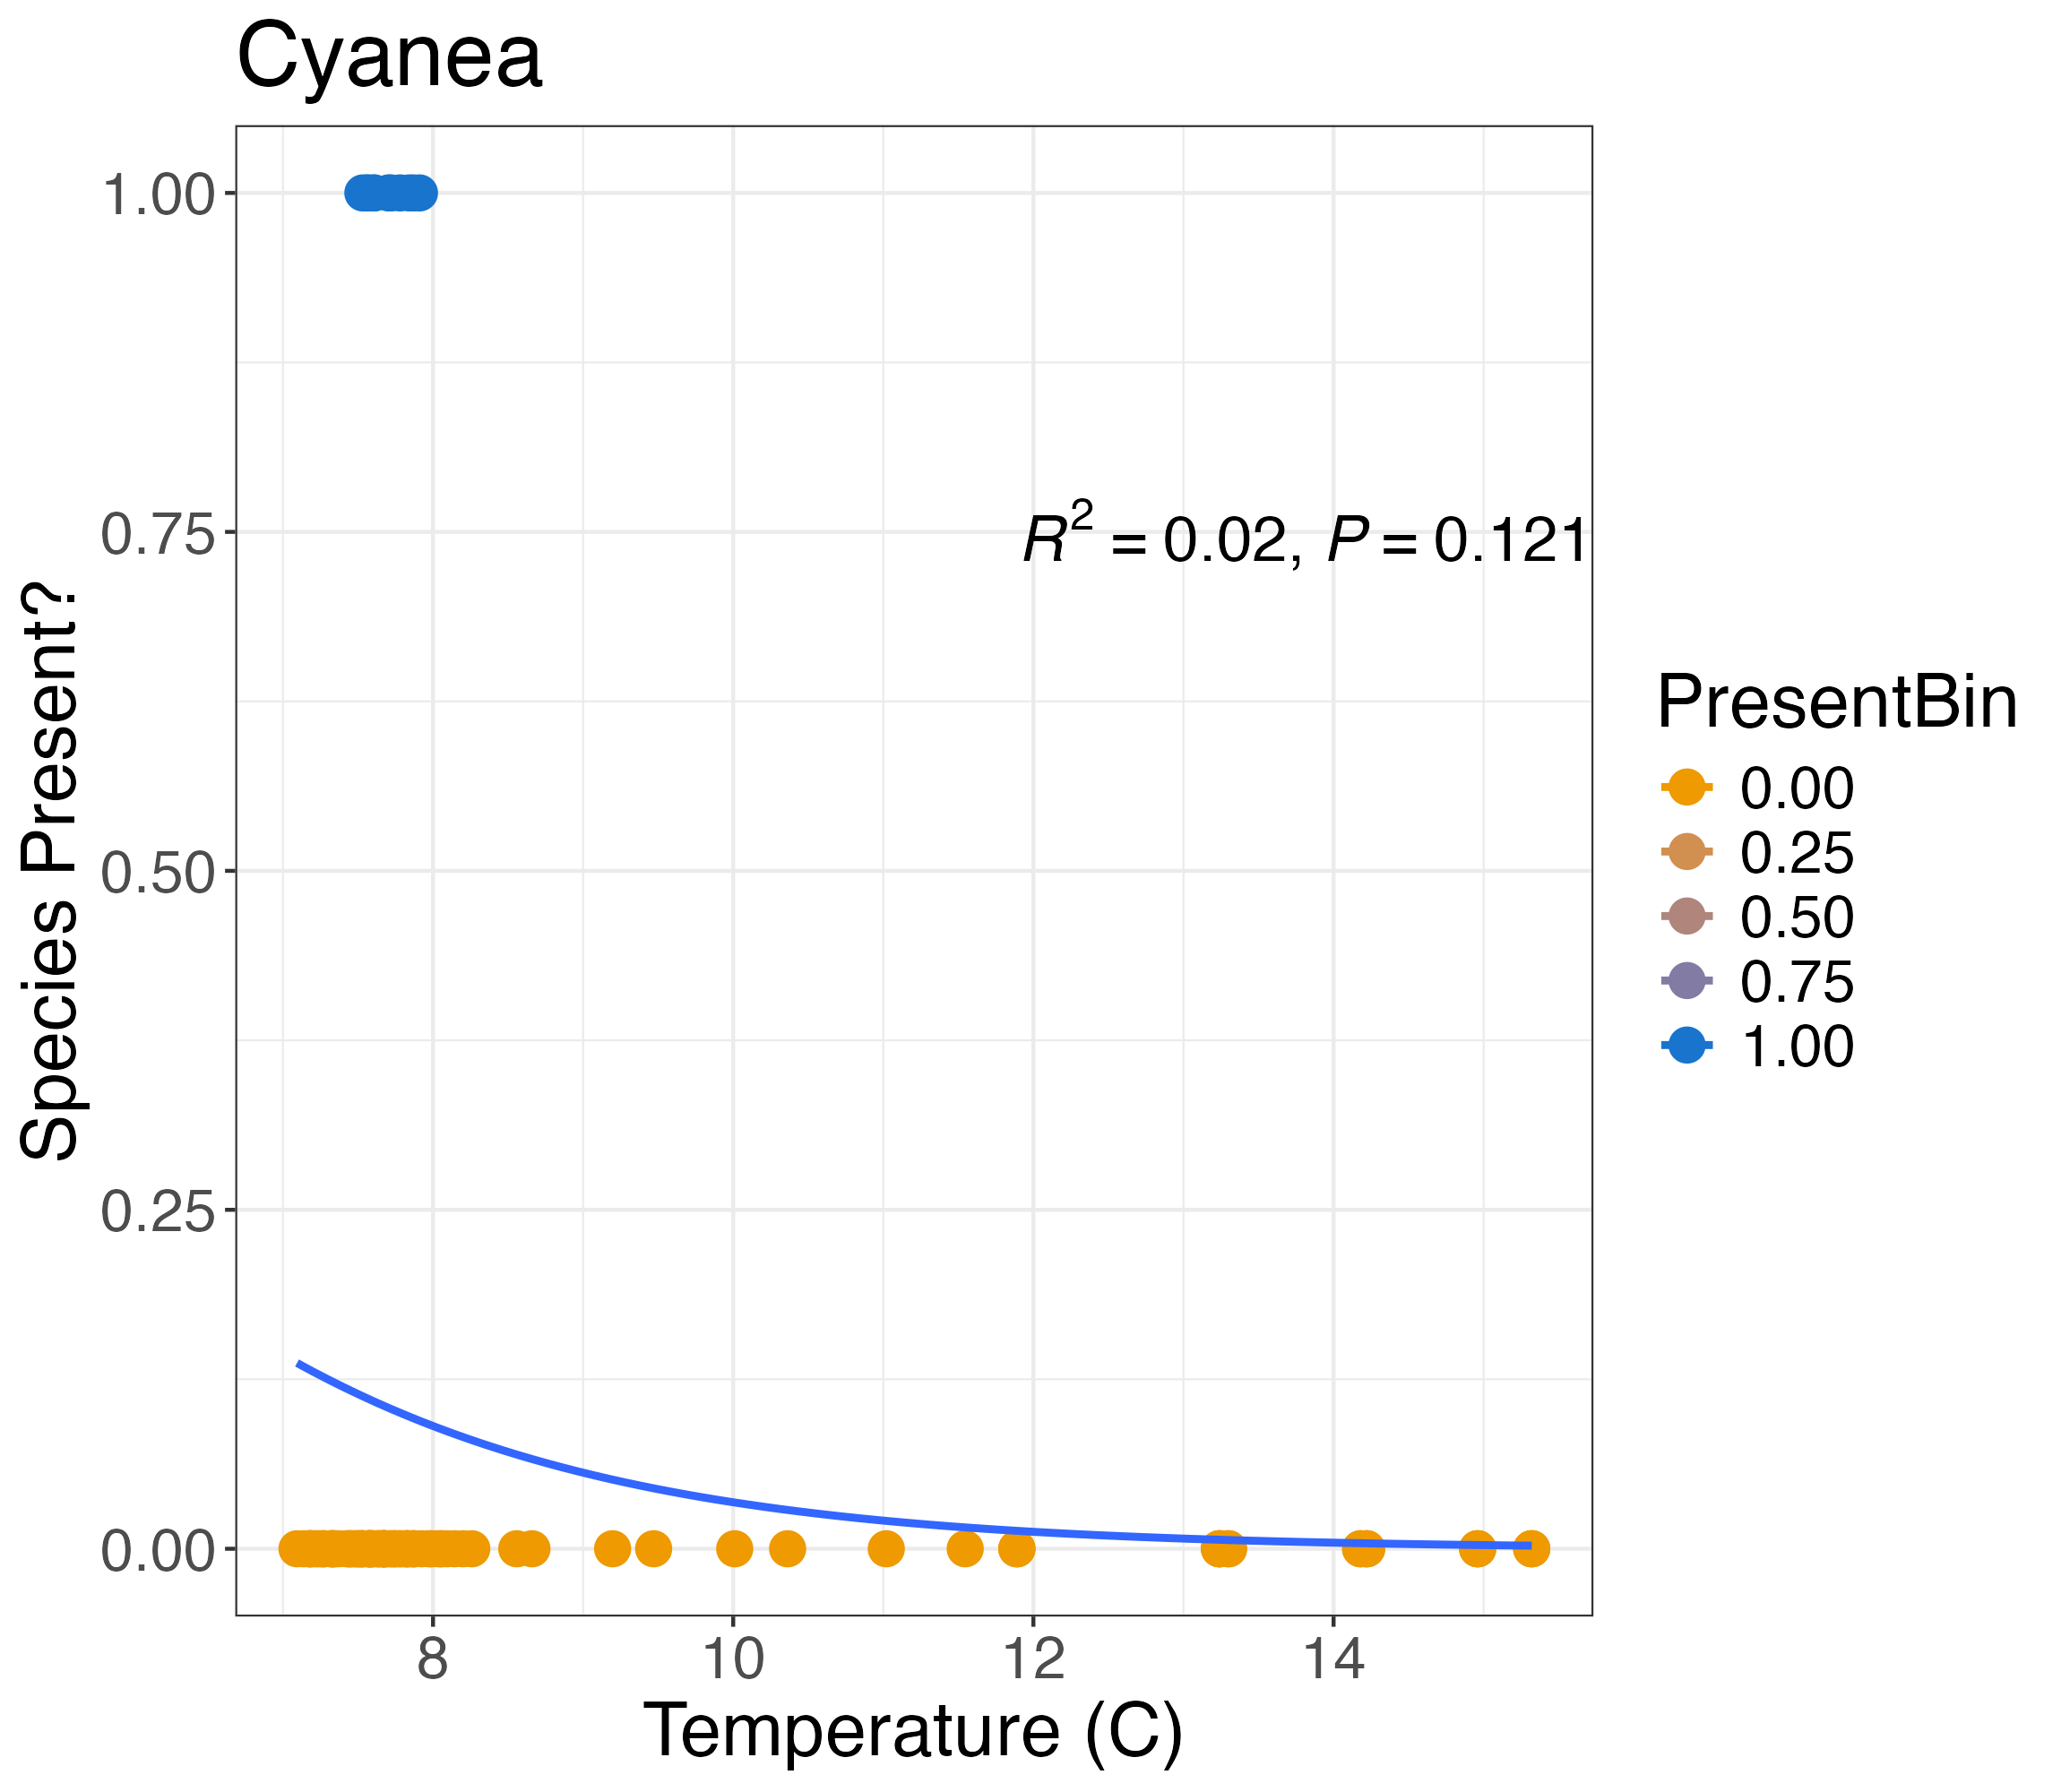 Cyanea
1.00
0.75
0.50
0.25
0.00
Species Present?
R² = 0.02, P = 0.121
8 10 12 14
Temperature (C)
PresentBin
0.00
0.25
0.50
0.75
1.00